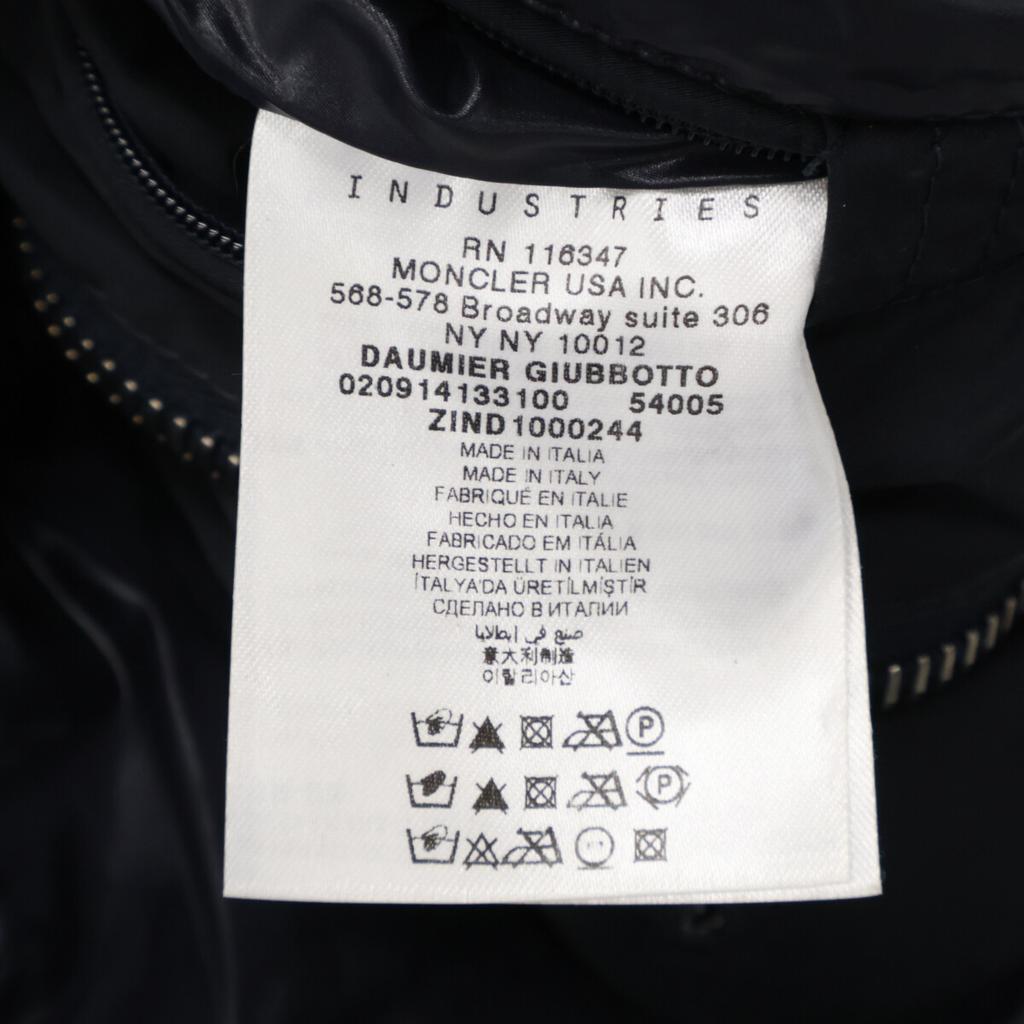 INDUSTRIES
RN 116347
MONCLER USA INC.
568-578 Broadway suite 306
NY NY 10012
DAUMIER GIUBBOTTO
020914133100 54005
ZIND1000244
MADE IN ITALIA
MADE IN ITALY
FABRIQUÉ EN ITALIE
HECHO EN ITALIA
FABRICADO EM ITÁLIA
HERGESTELLT IN ITALIEN
İTALYA'DA ÜRETİLMİŞTİR
СДЕЛАНО В ИТАЛИИ
صنع في ايطاليا
意大利制造
이탈리아산
P
P